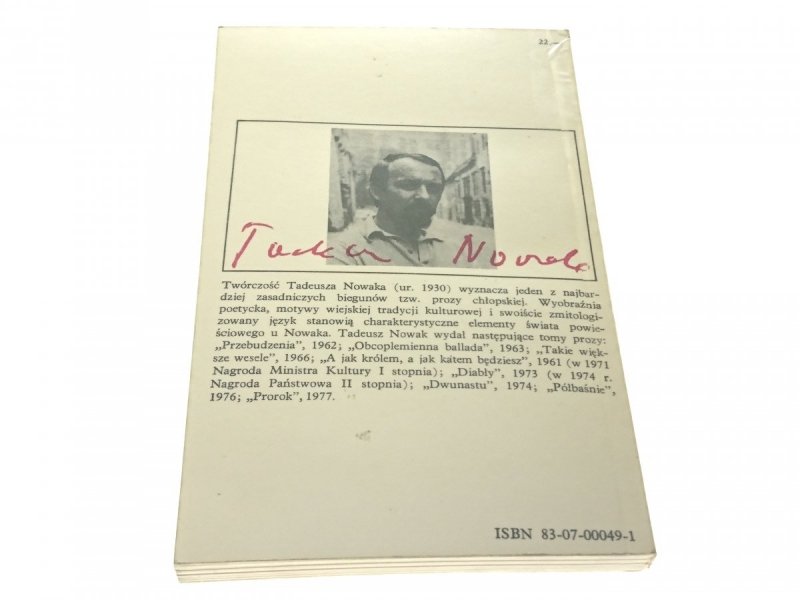 22.—
Tadeusz Nowak
Twórczość Tadeusza Nowaka (ur. 1930) wyznacza jeden z najbar-
dziej zasadniczych biegunów tzw. prozy chłopskiej. Wyobraźnia
poetycka, motywy wiejskiej tradycji kulturowej i swoiście zmitologi-
zowany język stanowią charakterystyczne elementy świata powie-
ściowego u Nowaka. Tadeusz Nowak wydał następujące tomy prozy:
„Przebudzenia”, 1962; „Obcoplemienna ballada”, 1963; „Takie więk-
sze wesele”, 1966; „A jak królem, a jak katem będziesz”, 1961 (w 1971
Nagroda Ministra Kultury I stopnia); „Diabły”, 1973 (w 1974 r.
Nagroda Państwowa II stopnia); „Dwunastu”, 1974; „Półbaśnie”,
1976; „Prorok”, 1977.
ISBN 83-07-00049-1